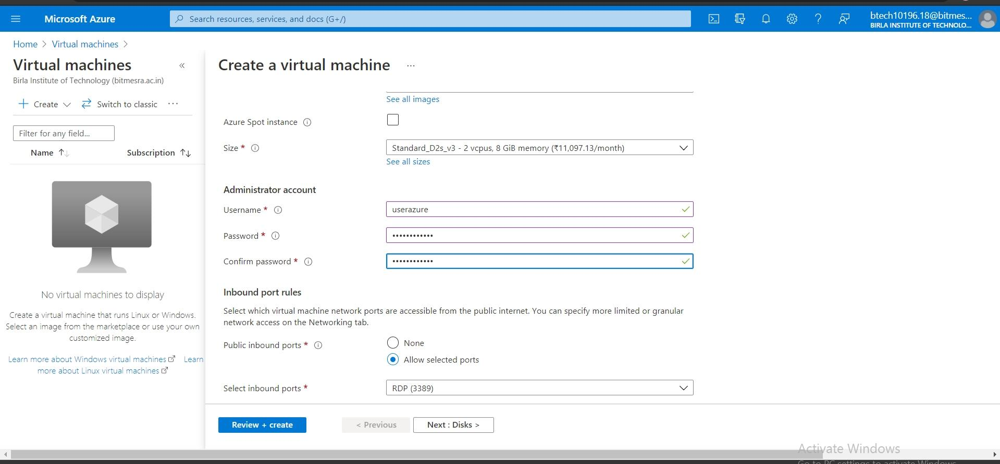 Microsoft Azure
Search resources, services, and docs (G+/)
btech10196.18@bitmes...
BIRLA INSTITUTE OF TECHNOLO...
Home > Virtual machines >
Virtual machines
«
Birla Institute of Technology (bitmesra.ac.in)
+ Create
Switch to classic
...
Filter for any field...
Name ↑↓
Subscription ↑↓
No virtual machines to display
Create a virtual machine that runs Linux or Windows.
Select an image from the marketplace or use your own
customized image.
Learn more about Windows virtual machines
Learn
more about Linux virtual machines
Create a virtual machine
...
See all images
Azure Spot instance
Size *
Standard_D2s_v3 - 2 vcpus, 8 GiB memory (₹11,097.13/month)
See all sizes
Administrator account
Username *
userazure
Password *
••••••••••••
Confirm password *
••••••••••••
Inbound port rules
Select which virtual machine network ports are accessible from the public internet. You can specify more limited or granular
network access on the Networking tab.
Public inbound ports *
None
Allow selected ports
Select inbound ports *
RDP (3389)
Review + create
< Previous
Next : Disks >
Activate Windows
Go to PC settings to activate Windows.